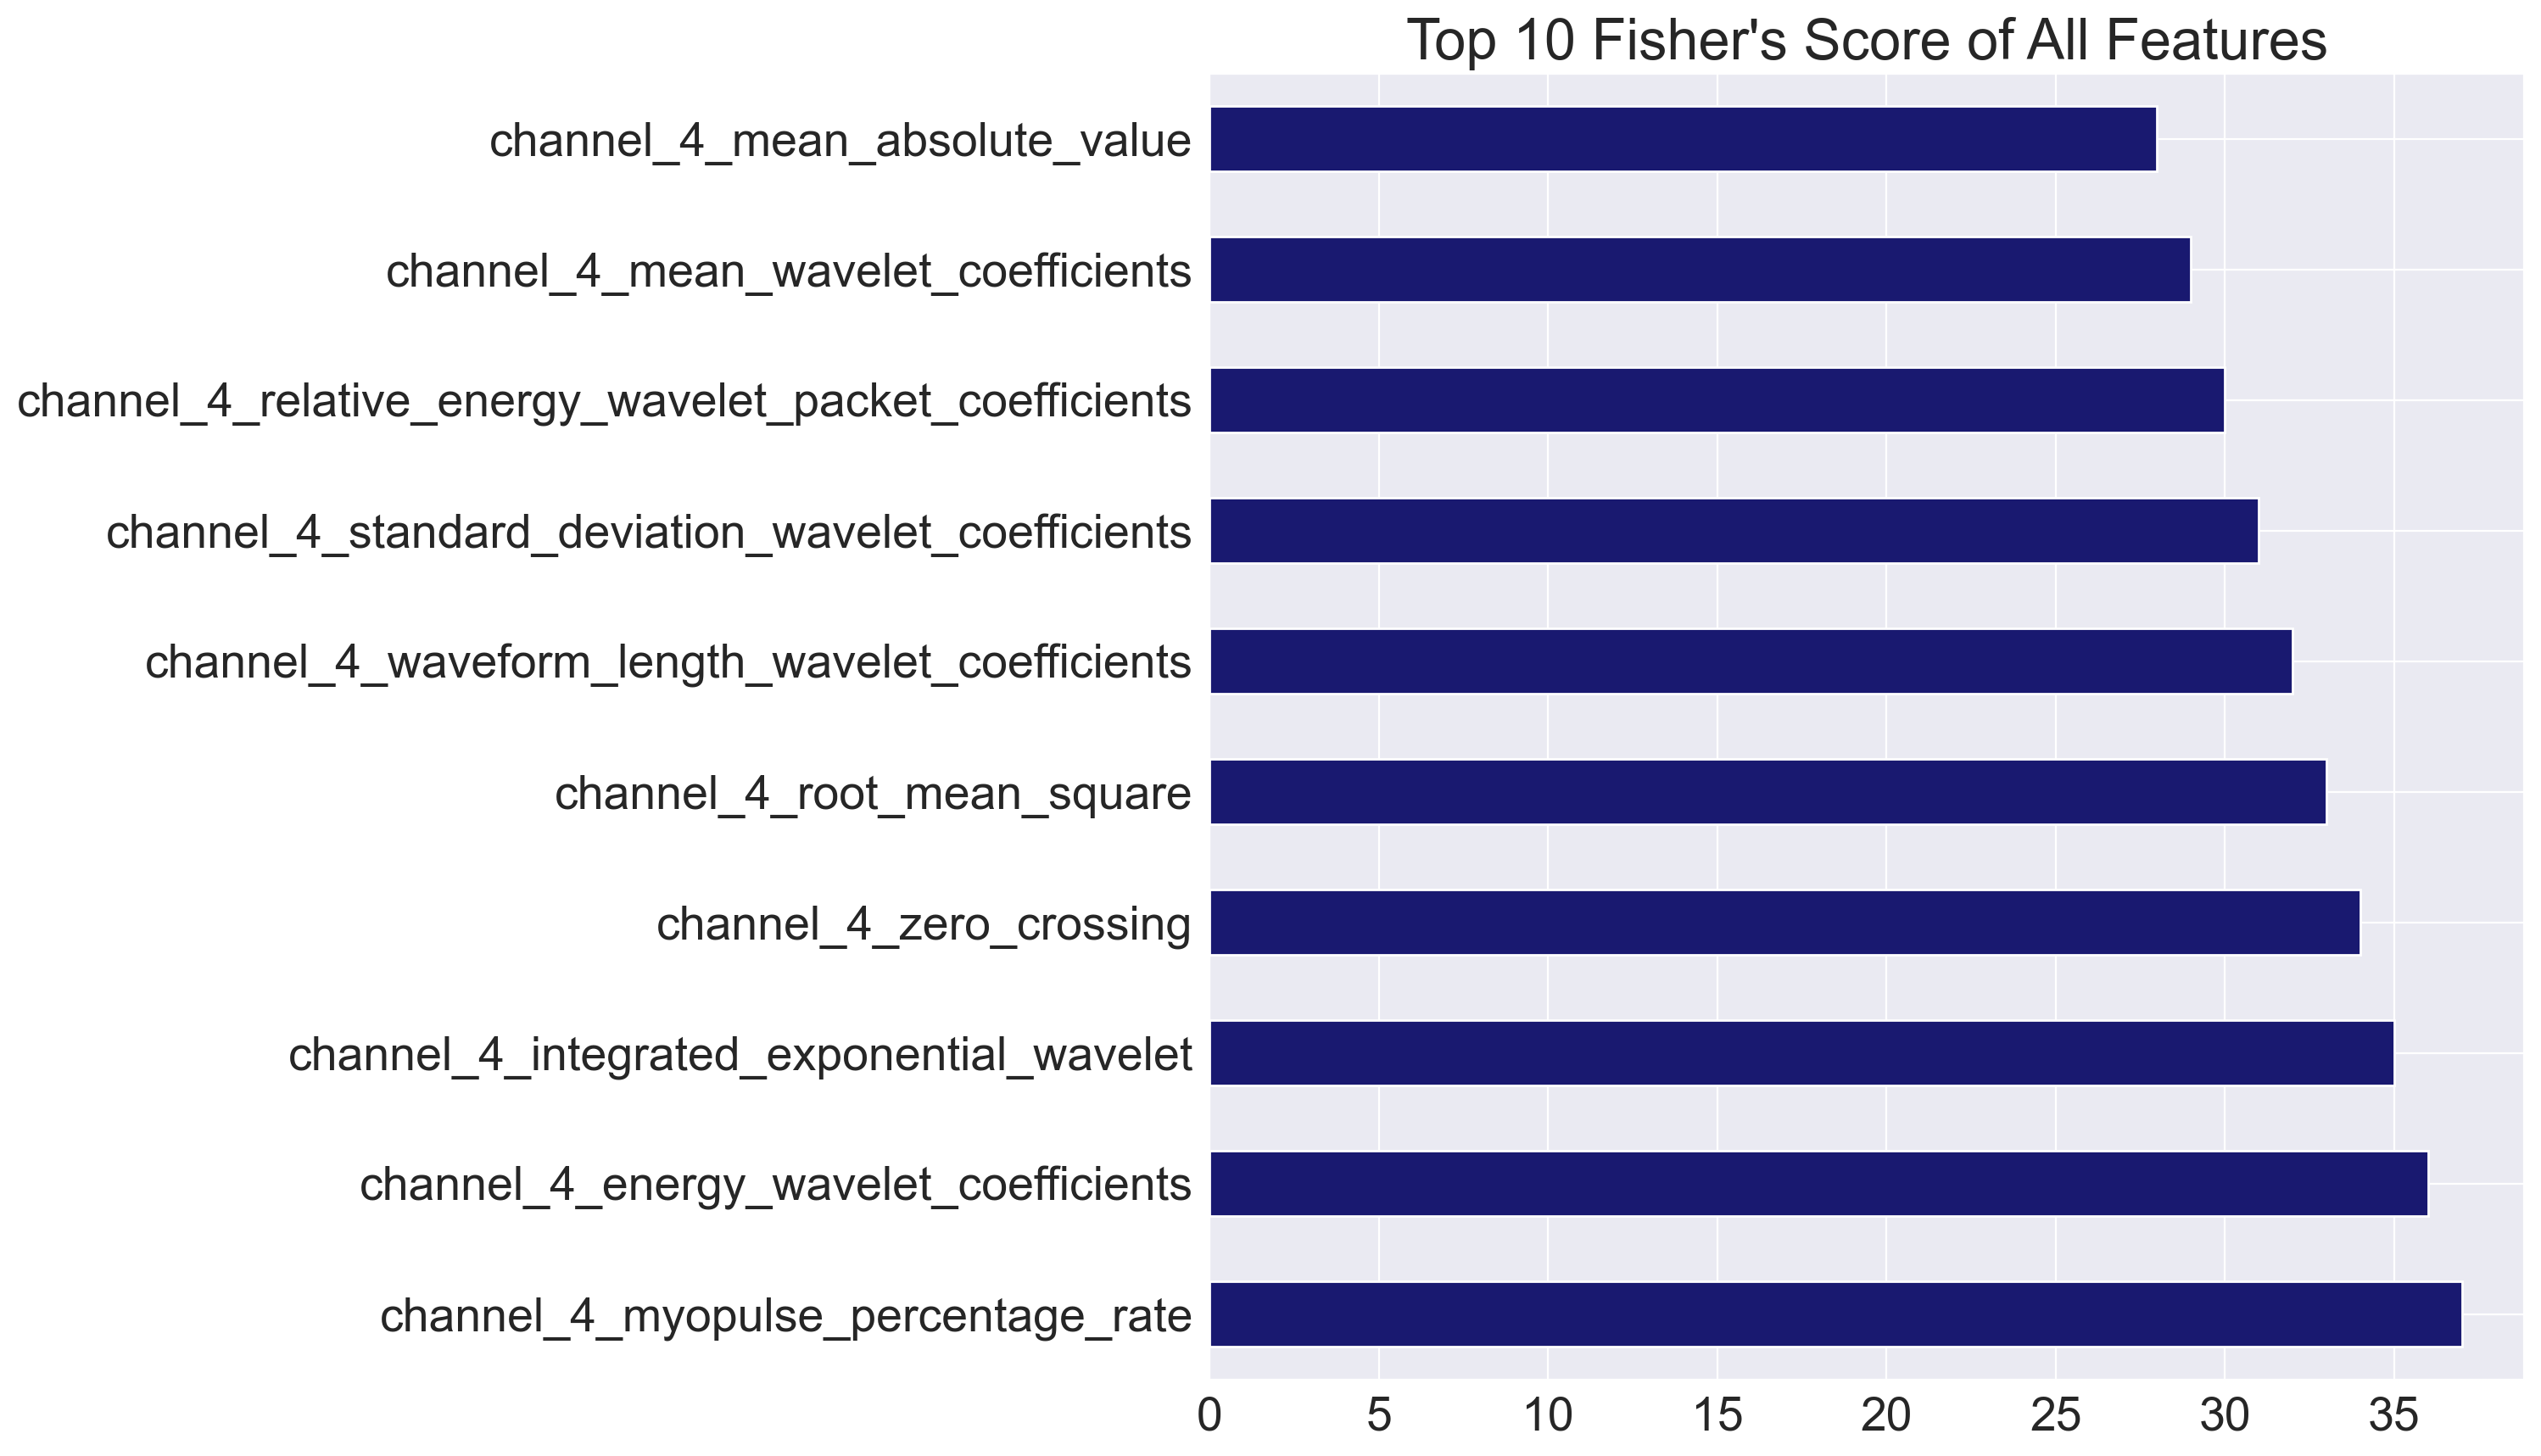 Top 10 Fisher's Score of All Features
channel_4_mean_absolute_value
channel_4_mean_wavelet_coefficients
channel_4_relative_energy_wavelet_packet_coefficients
channel_4_standard_deviation_wavelet_coefficients
channel_4_waveform_length_wavelet_coefficients
channel_4_root_mean_square
channel_4_zero_crossing
channel_4_integrated_exponential_wavelet
channel_4_energy_wavelet_coefficients
channel_4_myopulse_percentage_rate
0 5 10 15 20 25 30 35